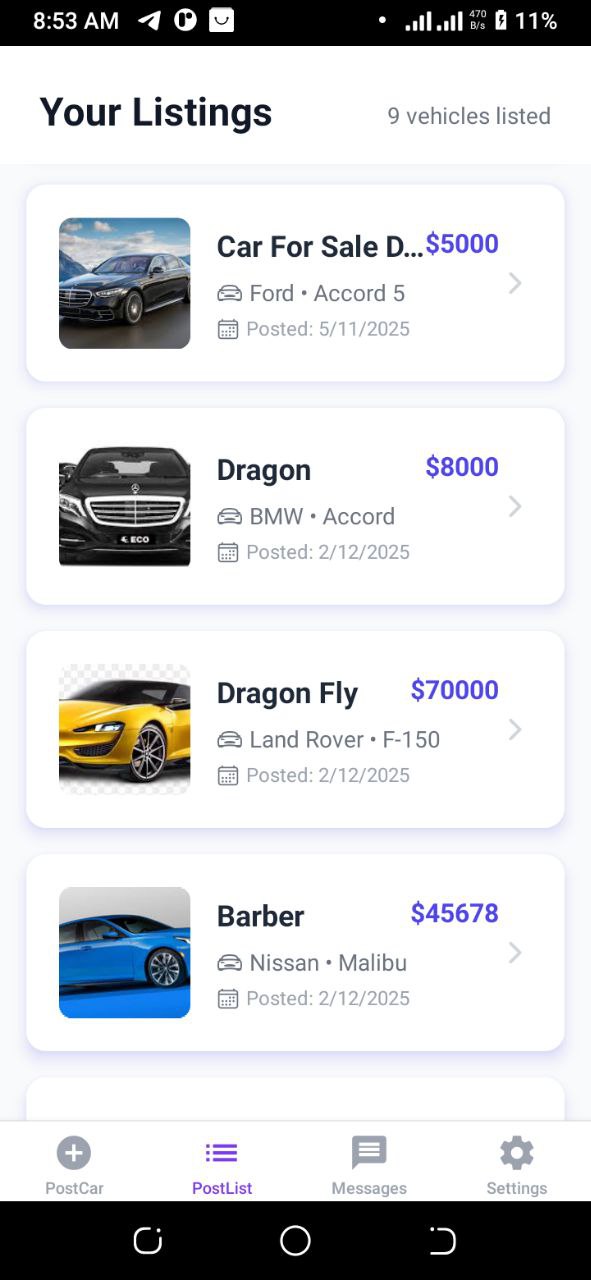 8:53 AM 470 B/s 11%
Your Listings 9 vehicles listed
Car For Sale D... $5000
Ford • Accord 5
Posted: 5/11/2025
Dragon $8000
BMW • Accord
Posted: 2/12/2025
ECO
Dragon Fly $70000
Land Rover • F-150
Posted: 2/12/2025
Barber $45678
Nissan • Malibu
Posted: 2/12/2025
PostCar PostList Messages Settings